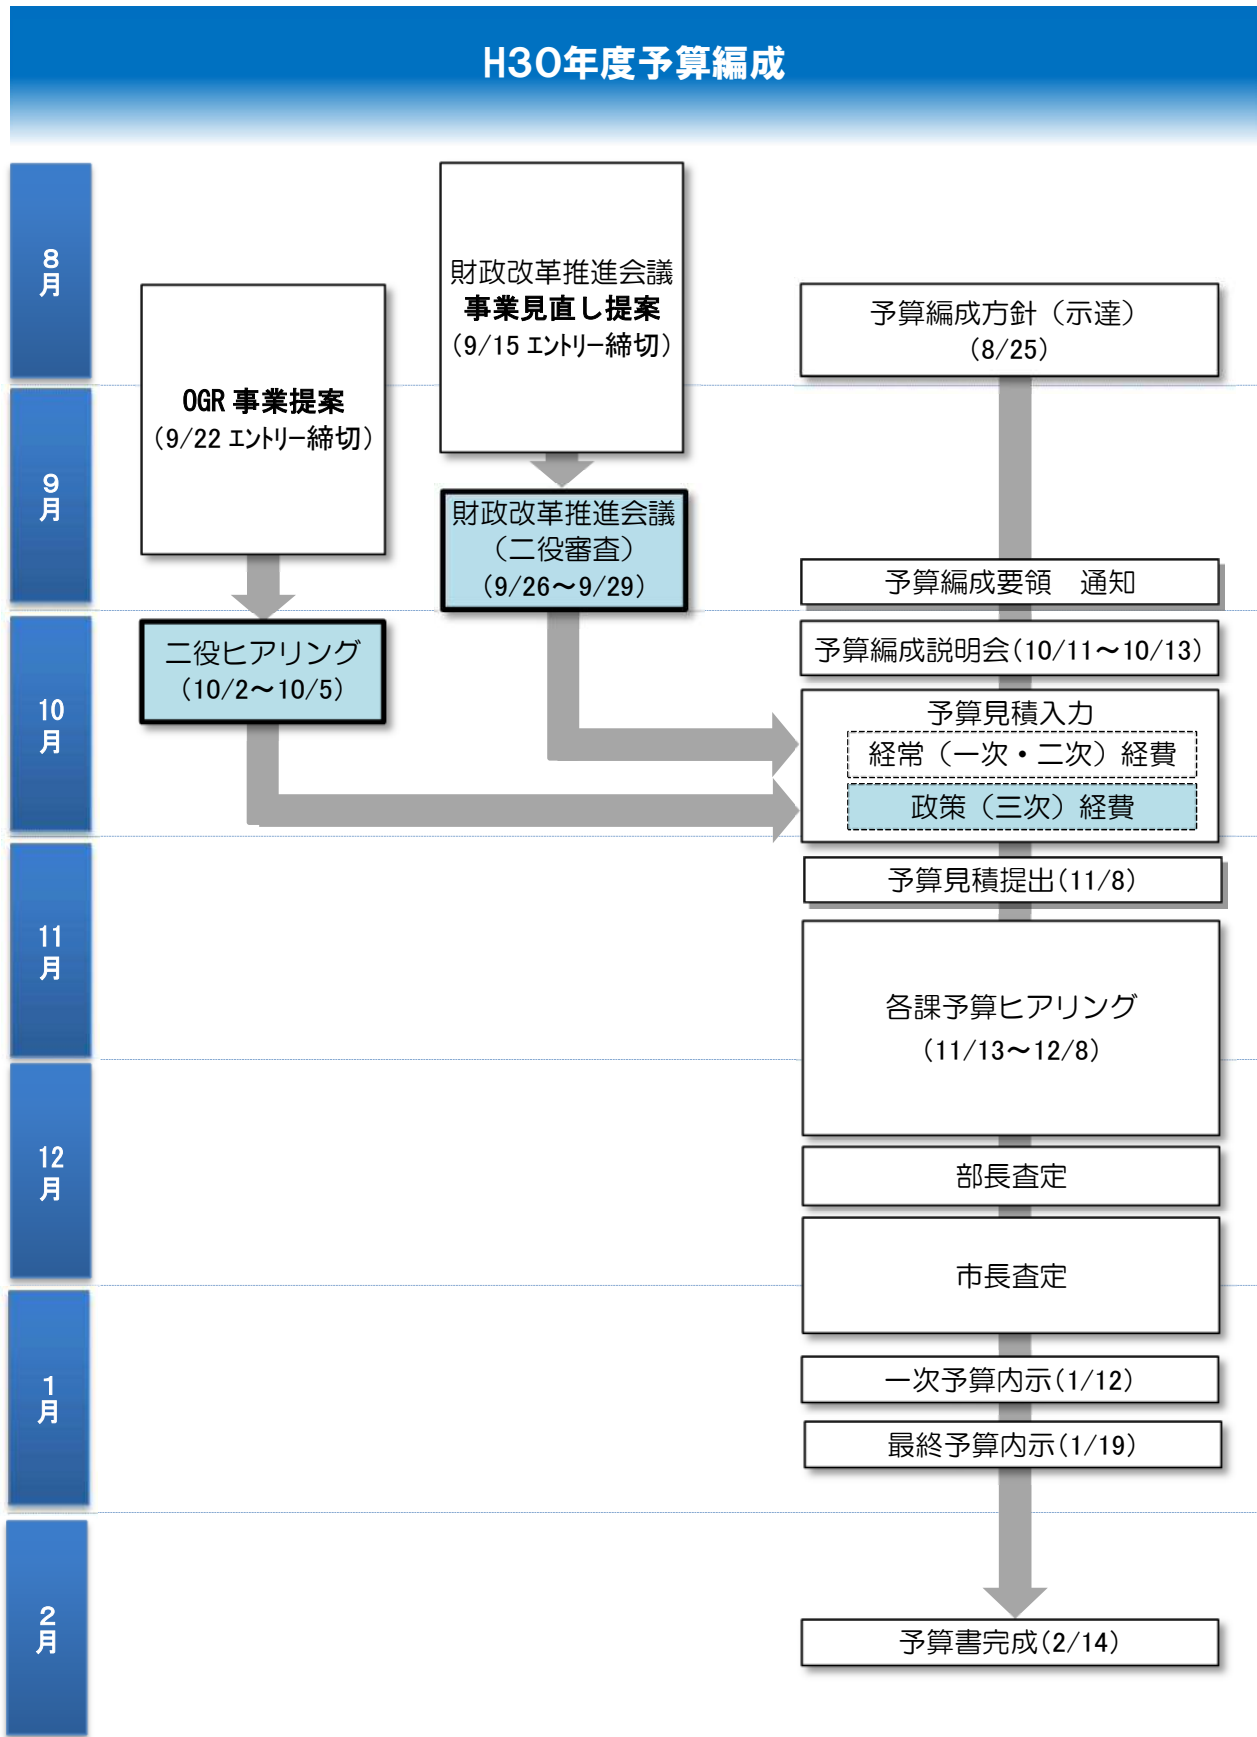 H30年度予算編成
8
月
財政改革推進会議
事業見直し提案
(9/15 エントリー締切)
予算編成方針(示達)
(8/25)
OGR 事業提案
(9/22 エントリー締切)
9
月
財政改革推進会議
(二役審査)
(9/26～9/29)
予算編成要領　通知
10
月
二役ヒアリング
(10/2～10/5)
予算編成説明会(10/11～10/13)
予算見積入力
経常(一次・二次)経費
政策(三次)経費
11
月
予算見積提出(11/8)
各課予算ヒアリング
(11/13～12/8)
12
月
部長査定
市長査定
1
月
一次予算内示(1/12)
最終予算内示(1/19)
2
月
予算書完成(2/14)